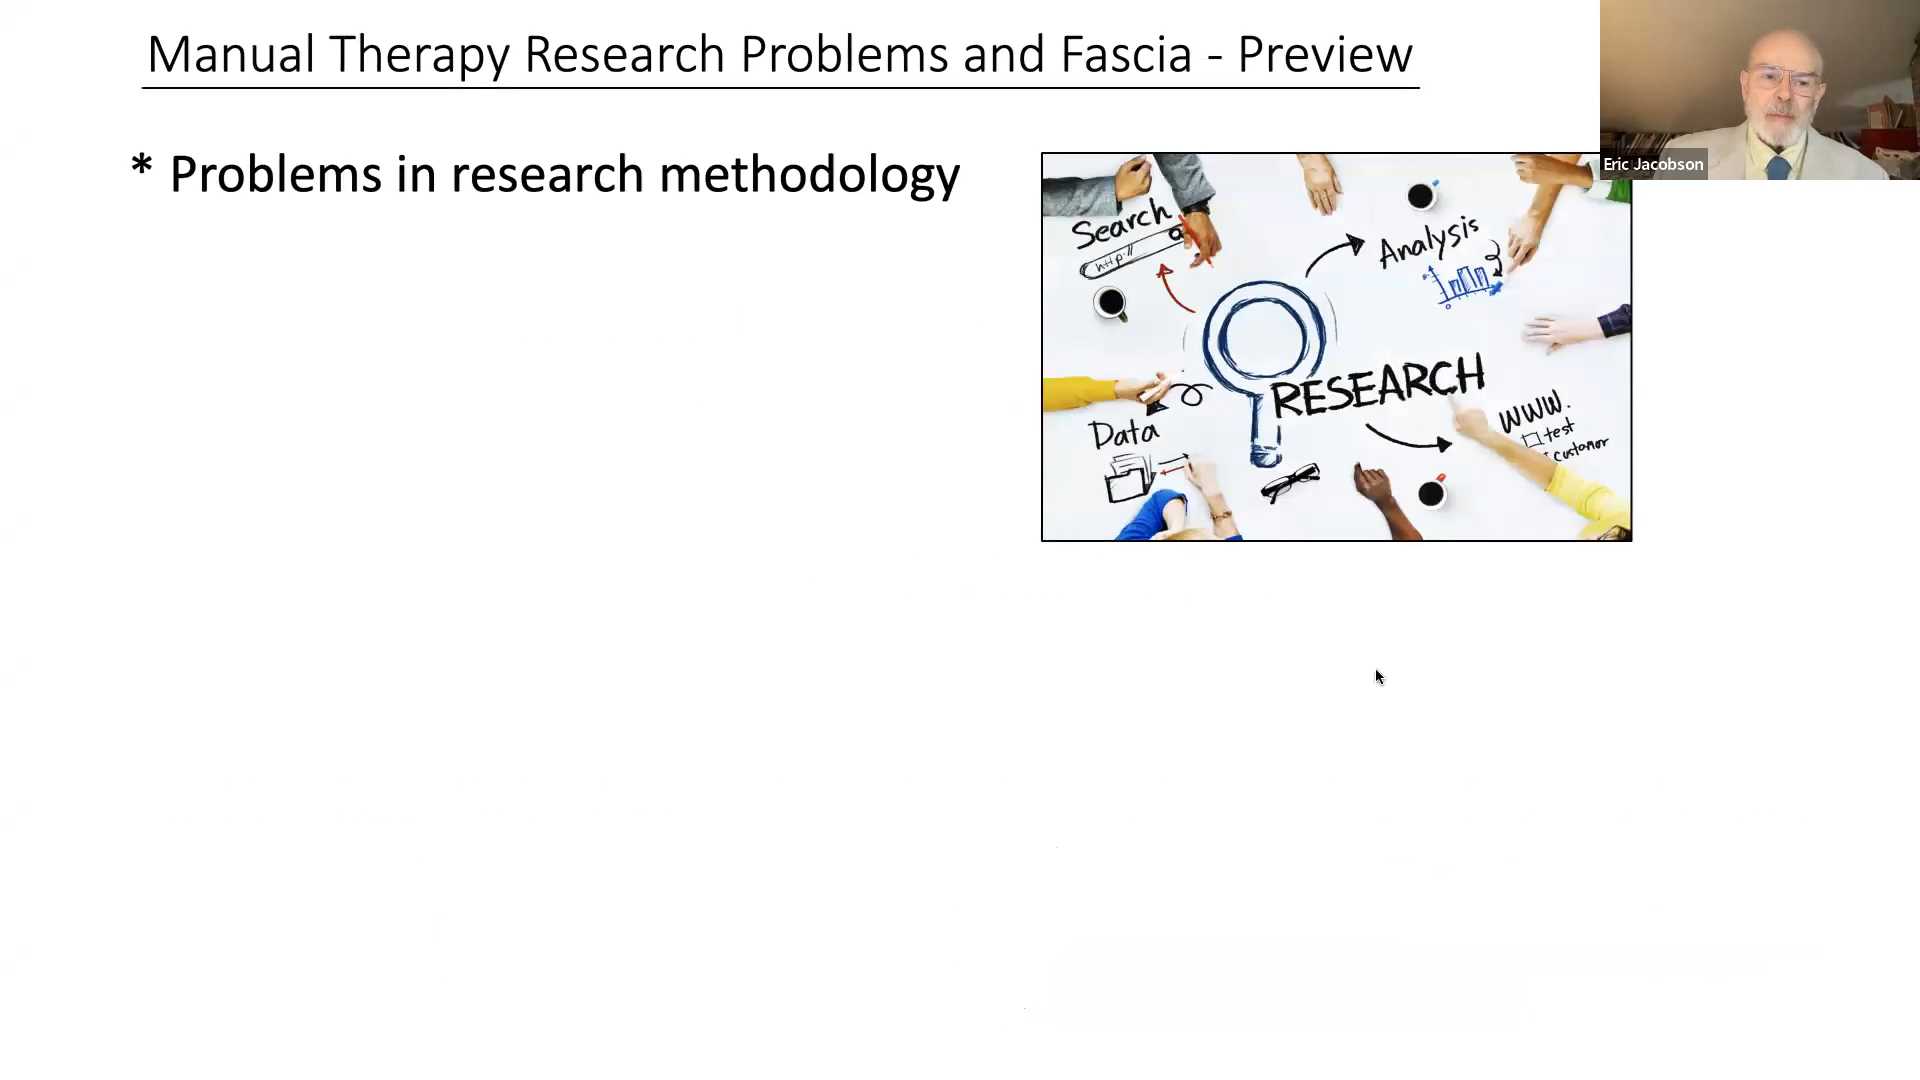 Manual Therapy Research Problems and Fascia - Preview
Eric Jacobson
* Problems in research methodology
Search
http://
Analysis
RESEARCH
Data
WWW.
test
customer